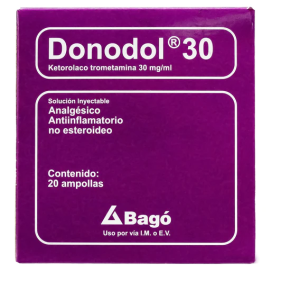 Donodol® 30
Ketorolaco trometamina 30 mg/ml
Solución Inyectable
Analgésico
Antiinflamatorio
no esteroideo
Contenido:
20 ampollas
Bagó
Uso por via I.M. o E.V.